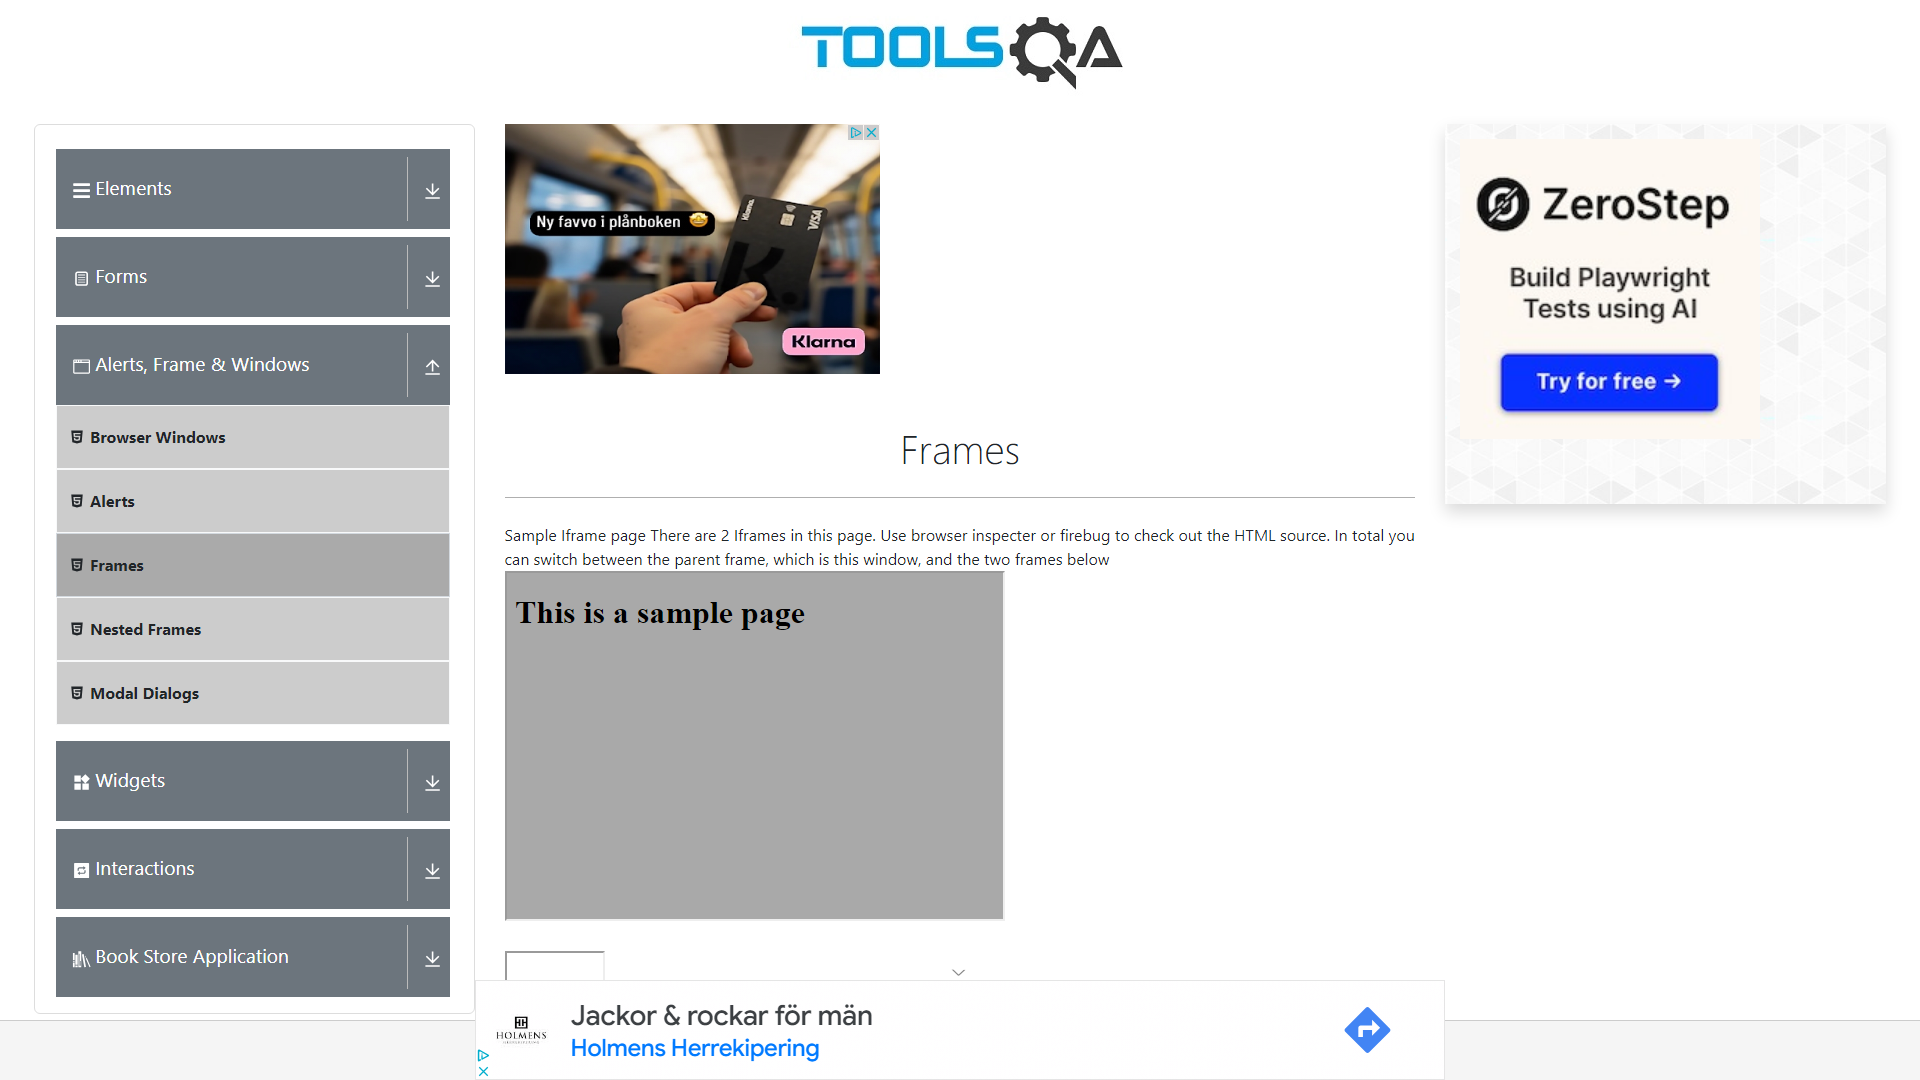 TOOLSQA
Elements
Forms
Alerts, Frame & Windows
Browser Windows
Alerts
Frames
Nested Frames
Modal Dialogs
Widgets
Interactions
Book Store Application
Ny favvo i plånboken
Klarna.
VISA
K.
Klarna
Frames
Sample Iframe page There are 2 Iframes in this page. Use browser inspecter or firebug to check out the HTML source. In total you
can switch between the parent frame, which is this window, and the two frames below
This is a sample page
ZeroStep
Build Playwright
Tests using AI
Try for free →
HOLMENS
Jackor & rockar för män
Holmens Herrekipering